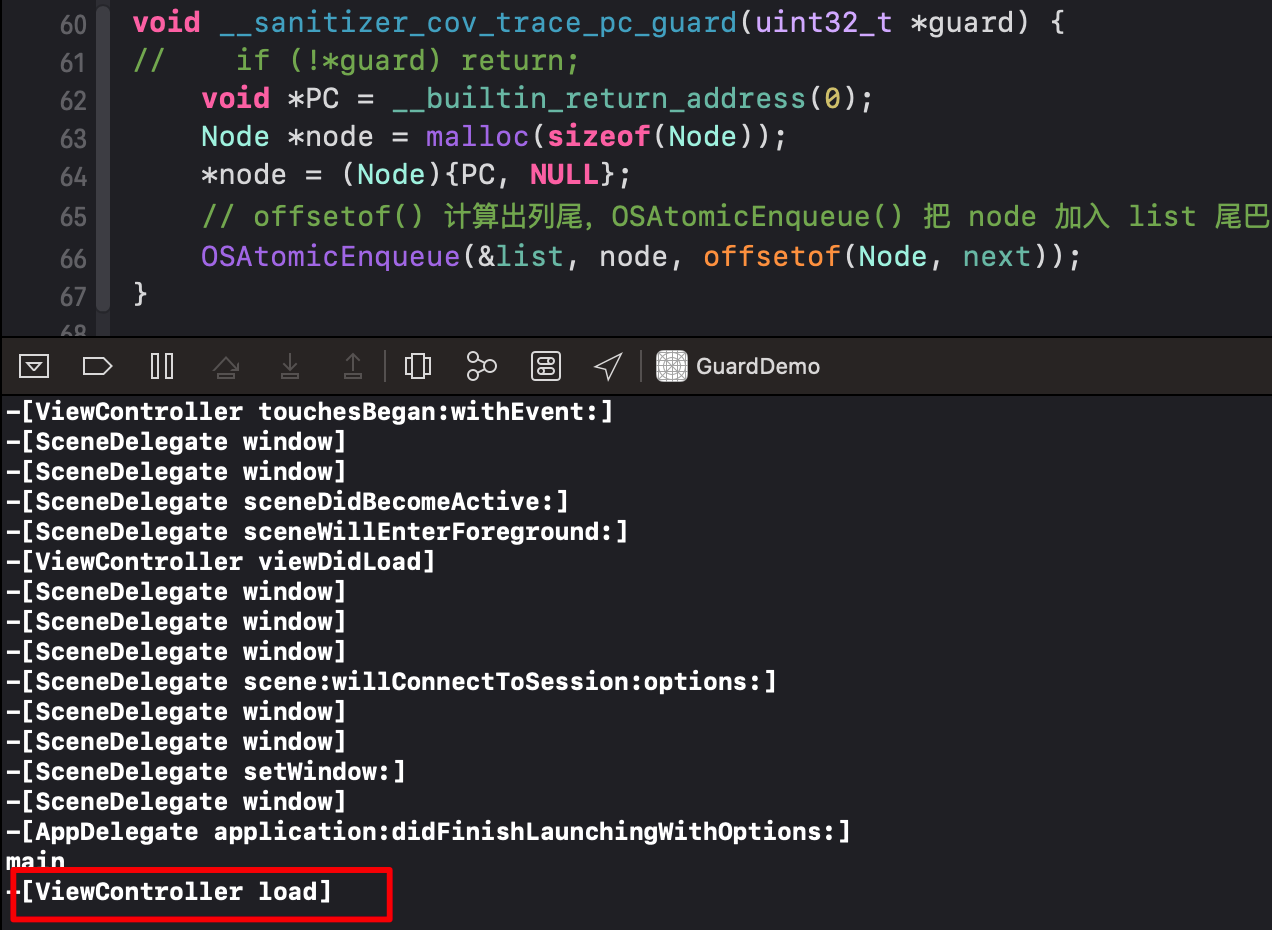 60 void __sanitizer_cov_trace_pc_guard(uint32_t *guard) {
61 //    if (!*guard) return;
62     void *PC = __builtin_return_address(0);
63     Node *node = malloc(sizeof(Node));
64     *node = (Node){PC, NULL};
65     // offsetof() 计算出列尾，OSAtomicEnqueue() 把 node 加入 list 尾巴
66     OSAtomicEnqueue(&list, node, offsetof(Node, next));
67 }
68
GuardDemo
-[ViewController touchesBegan:withEvent:]
-[SceneDelegate window]
-[SceneDelegate window]
-[SceneDelegate sceneDidBecomeActive:]
-[SceneDelegate sceneWillEnterForeground:]
-[ViewController viewDidLoad]
-[SceneDelegate window]
-[SceneDelegate window]
-[SceneDelegate window]
-[SceneDelegate scene:willConnectToSession:options:]
-[SceneDelegate window]
-[SceneDelegate window]
-[SceneDelegate setWindow:]
-[SceneDelegate window]
-[AppDelegate application:didFinishLaunchingWithOptions:]
main
-[ViewController load]